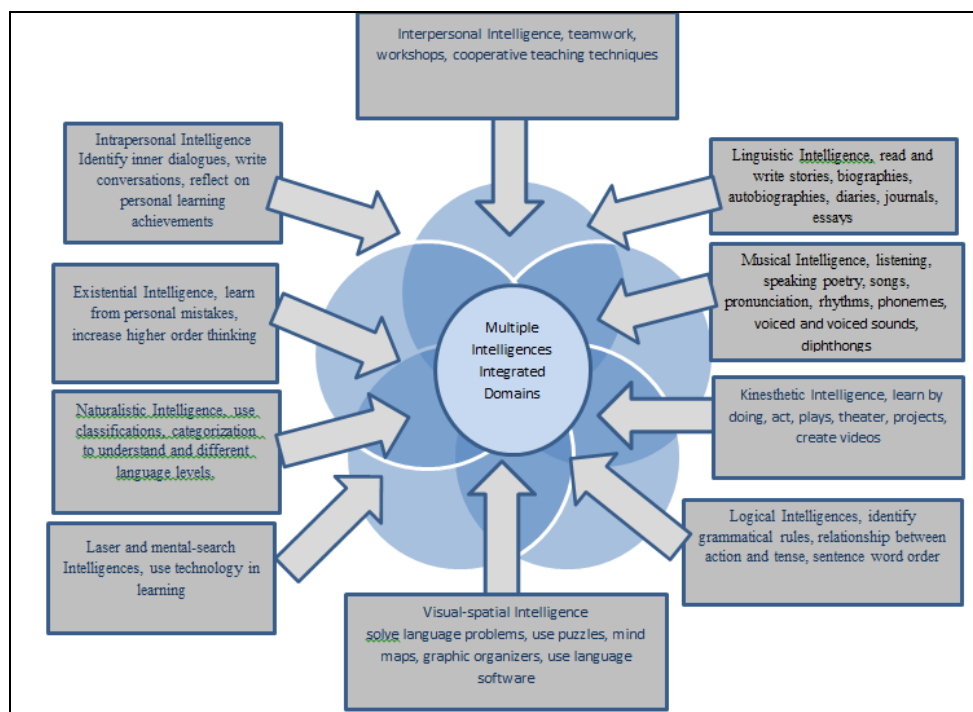 Interpersonal Intelligence, teamwork,
workshops, cooperative teaching techniques
Intrapersonal Intelligence
Identify inner dialogues, write
conversations, reflect on
personal learning
achievements
Linguistic Intelligence, read and
write stories, biographies,
autobiographies, diaries, journals,
essays
Existential Intelligence, learn
from personal mistakes,
increase higher order thinking
Musical Intelligence, listening,
speaking poetry, songs,
pronunciation, rhythms, phonemes,
voiced and voiced sounds,
diphthongs
Multiple
Intelligences
Integrated
Domains
Naturalistic Intelligence, use
classifications, categorization
to understand and different
language levels.
Kinesthetic Intelligence, learn by
doing, act, plays, theater, projects,
create videos
Laser and mental-search
Intelligences, use technology in
learning
Logical Intelligences, identify
grammatical rules, relationship between
action and tense, sentence word order
Visual-spatial Intelligence
solve language problems, use puzzles, mind
maps, graphic organizers, use language
software